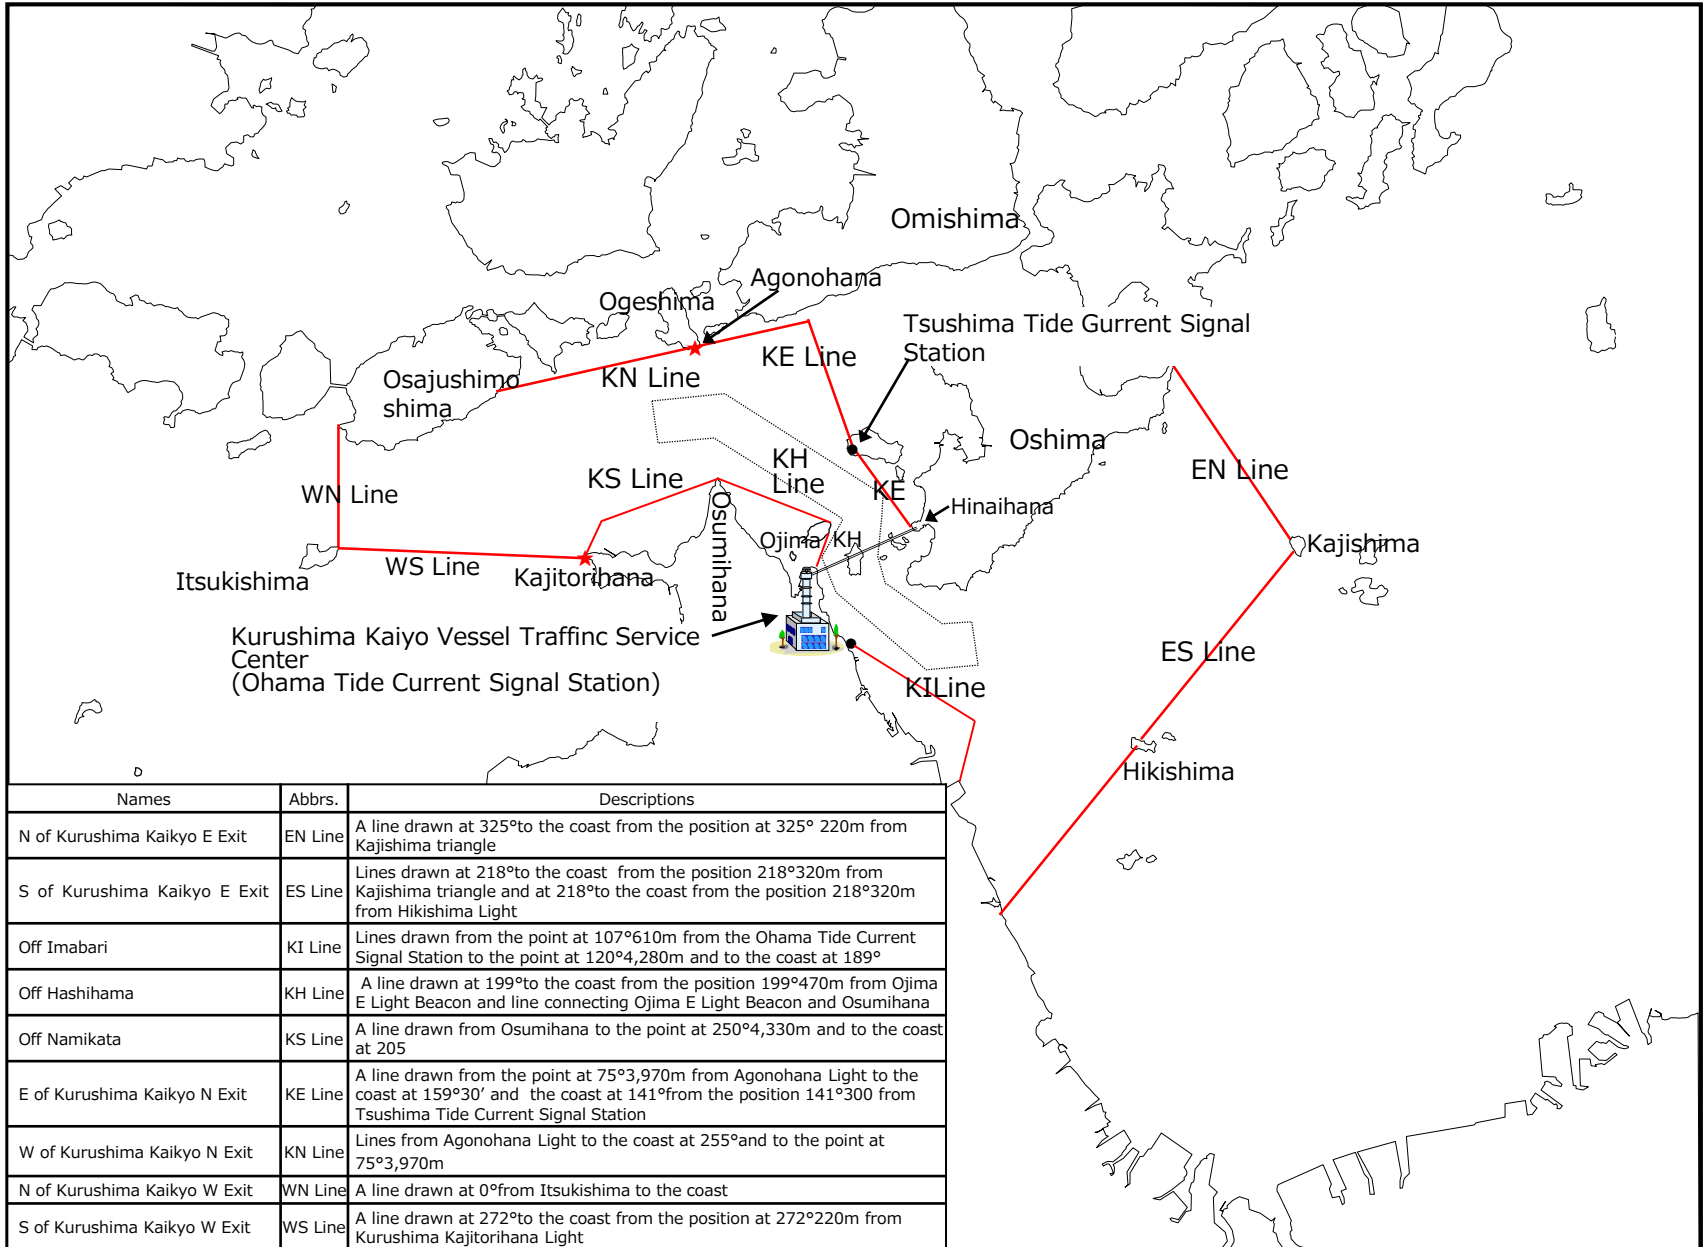 Omishima
Agonohana
Ogeshima
Tsushima Tide Gurrent Signal
Station
KE Line
KN Line
Osajushimo
shima
Oshima
KH
Line
KS Line
EN Line
WN Line
KE
Osumihana
Hinaihana
Ojima
KH
Kajishima
WS Line
Kajitorihana
Itsukishima
Kurushima Kaiyo Vessel Traffinc Service
Center
(Ohama Tide Current Signal Station)
ES Line
KILine
Hikishima
Names Abbrs. Descriptions
N of Kurushima Kaikyo E Exit EN Line A line drawn at 325°to the coast from the position at 325° 220m from
Kajishima triangle
S of Kurushima Kaikyo E Exit ES Line Lines drawn at 218°to the coast from the position 218°320m from
Kajishima triangle and at 218°to the coast from the position 218°320m
from Hikishima Light
Off Imabari KI Line Lines drawn from the point at 107°610m from the Ohama Tide Current
Signal Station to the point at 120°4,280m and to the coast at 189°
Off Hashihama KH Line A line drawn at 199°to the coast from the position 199°470m from Ojima
E Light Beacon and line connecting Ojima E Light Beacon and Osumihana
Off Namikata KS Line A line drawn from Osumihana to the point at 250°4,330m and to the coast
at 205
E of Kurushima Kaikyo N Exit KE Line A line drawn from the point at 75°3,970m from Agonohana Light to the
coast at 159°30′ and the coast at 141°from the position 141°300 from
Tsushima Tide Current Signal Station
W of Kurushima Kaikyo N Exit KN Line Lines from Agonohana Light to the coast at 255°and to the point at
75°3,970m
N of Kurushima Kaikyo W Exit WN Line A line drawn at 0°from Itsukishima to the coast
S of Kurushima Kaikyo W Exit WS Line A line drawn at 272°to the coast from the position at 272°220m from
Kurushima Kajitorihana Light